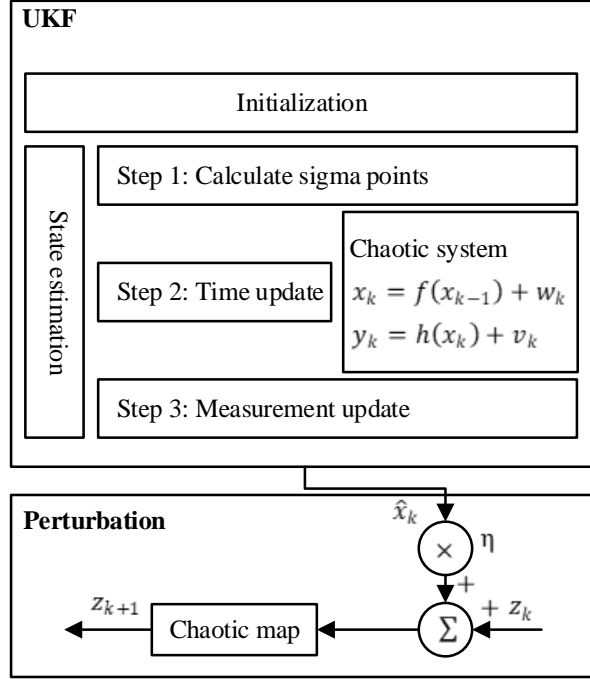 UKF
Initialization
State estimation
Step 1: Calculate sigma points
Step 2: Time update
Chaotic system
x_k = f(x_{k−1}) + w_k
y_k = h(x_k) + v_k
Step 3: Measurement update
Perturbation
x̂_k
× η
+
z_{k+1}
Chaotic map
Σ
+ z_k